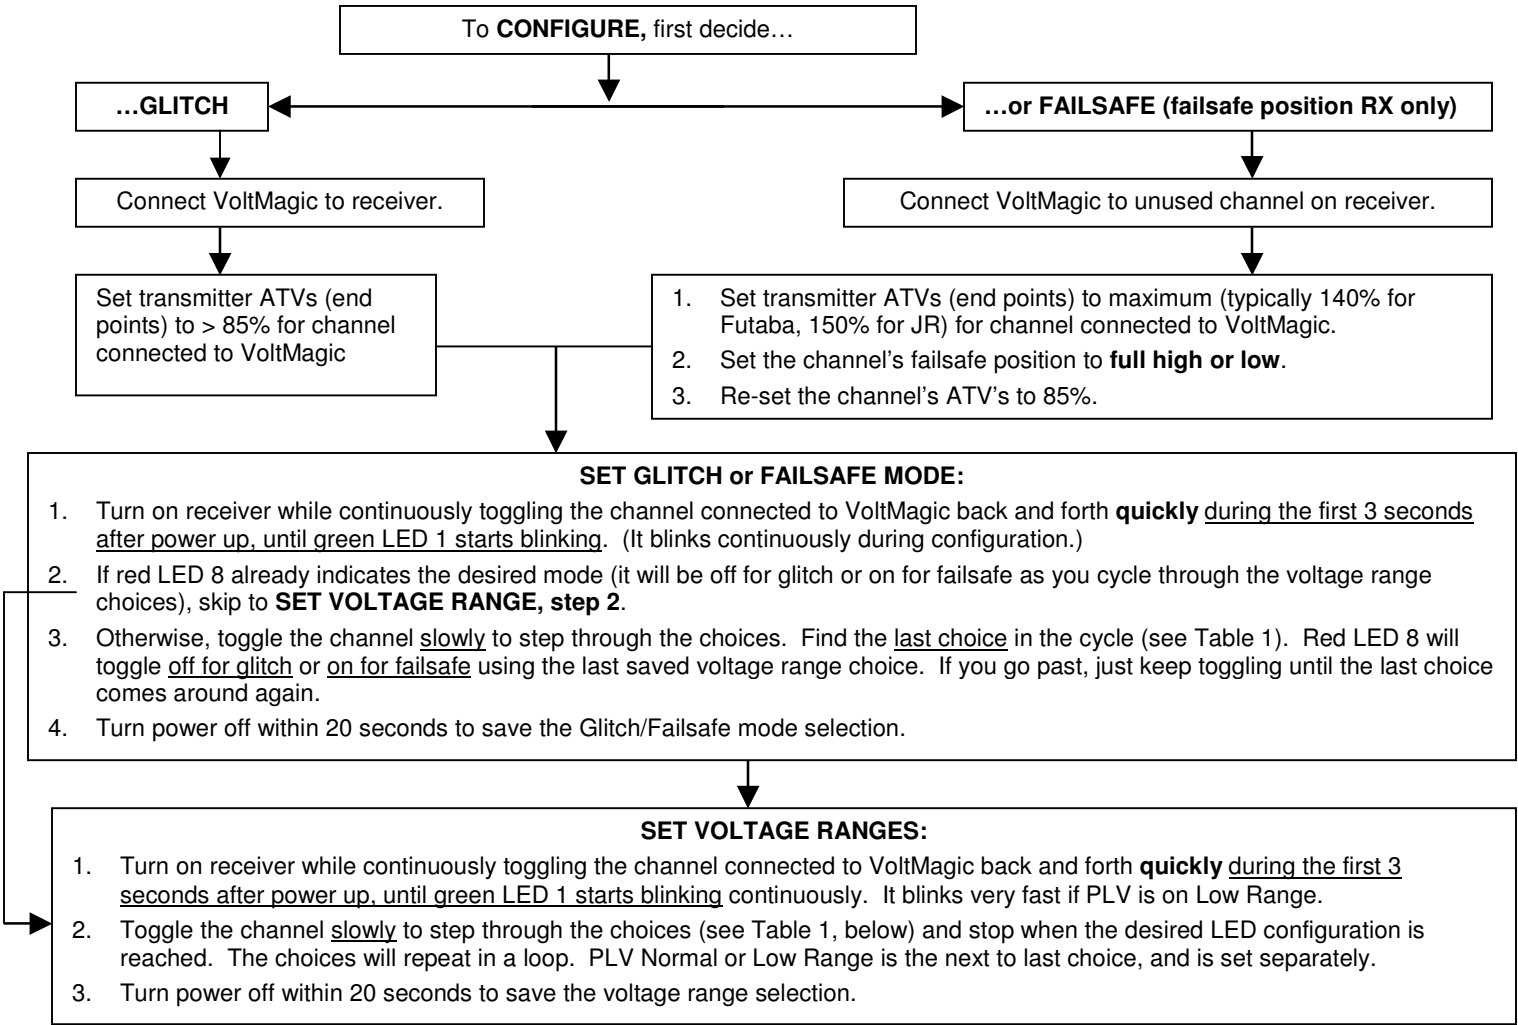 To CONFIGURE, first decide…
…GLITCH
…or FAILSAFE (failsafe position RX only)
Connect VoltMagic to receiver.
Connect VoltMagic to unused channel on receiver.
Set transmitter ATVs (end
points) to > 85% for channel
connected to VoltMagic
1. Set transmitter ATVs (end points) to maximum (typically 140% for
Futaba, 150% for JR) for channel connected to VoltMagic.
2. Set the channel's failsafe position to full high or low.
3. Re-set the channel's ATV's to 85%.
SET GLITCH or FAILSAFE MODE:
1. Turn on receiver while continuously toggling the channel connected to VoltMagic back and forth quickly during the first 3 seconds
after power up, until green LED 1 starts blinking. (It blinks continuously during configuration.)
2. If red LED 8 already indicates the desired mode (it will be off for glitch or on for failsafe as you cycle through the voltage range
choices), skip to SET VOLTAGE RANGE, step 2.
3. Otherwise, toggle the channel slowly to step through the choices. Find the last choice in the cycle (see Table 1). Red LED 8 will
toggle off for glitch or on for failsafe using the last saved voltage range choice. If you go past, just keep toggling until the last choice
comes around again.
4. Turn power off within 20 seconds to save the Glitch/Failsafe mode selection.
SET VOLTAGE RANGES:
1. Turn on receiver while continuously toggling the channel connected to VoltMagic back and forth quickly during the first 3
seconds after power up, until green LED 1 starts blinking continuously. It blinks very fast if PLV is on Low Range.
2. Toggle the channel slowly to step through the choices (see Table 1, below) and stop when the desired LED configuration is
reached. The choices will repeat in a loop. PLV Normal or Low Range is the next to last choice, and is set separately.
3. Turn power off within 20 seconds to save the voltage range selection.